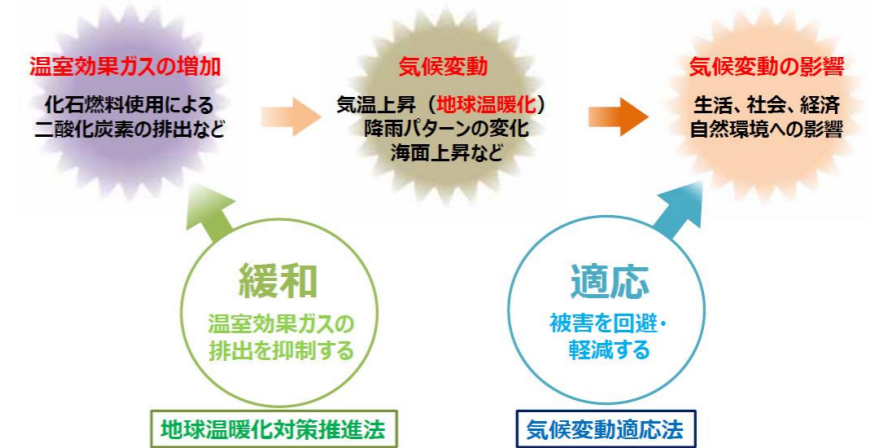 温室効果ガスの増加
化石燃料使用による
二酸化炭素の排出など
気候変動
気温上昇（地球温暖化）
降雨パターンの変化
海面上昇など
気候変動の影響
生活、社会、経済
自然環境への影響
緩和
温室効果ガスの
排出を抑制する
地球温暖化対策推進法
適応
被害を回避・
軽減する
気候変動適応法